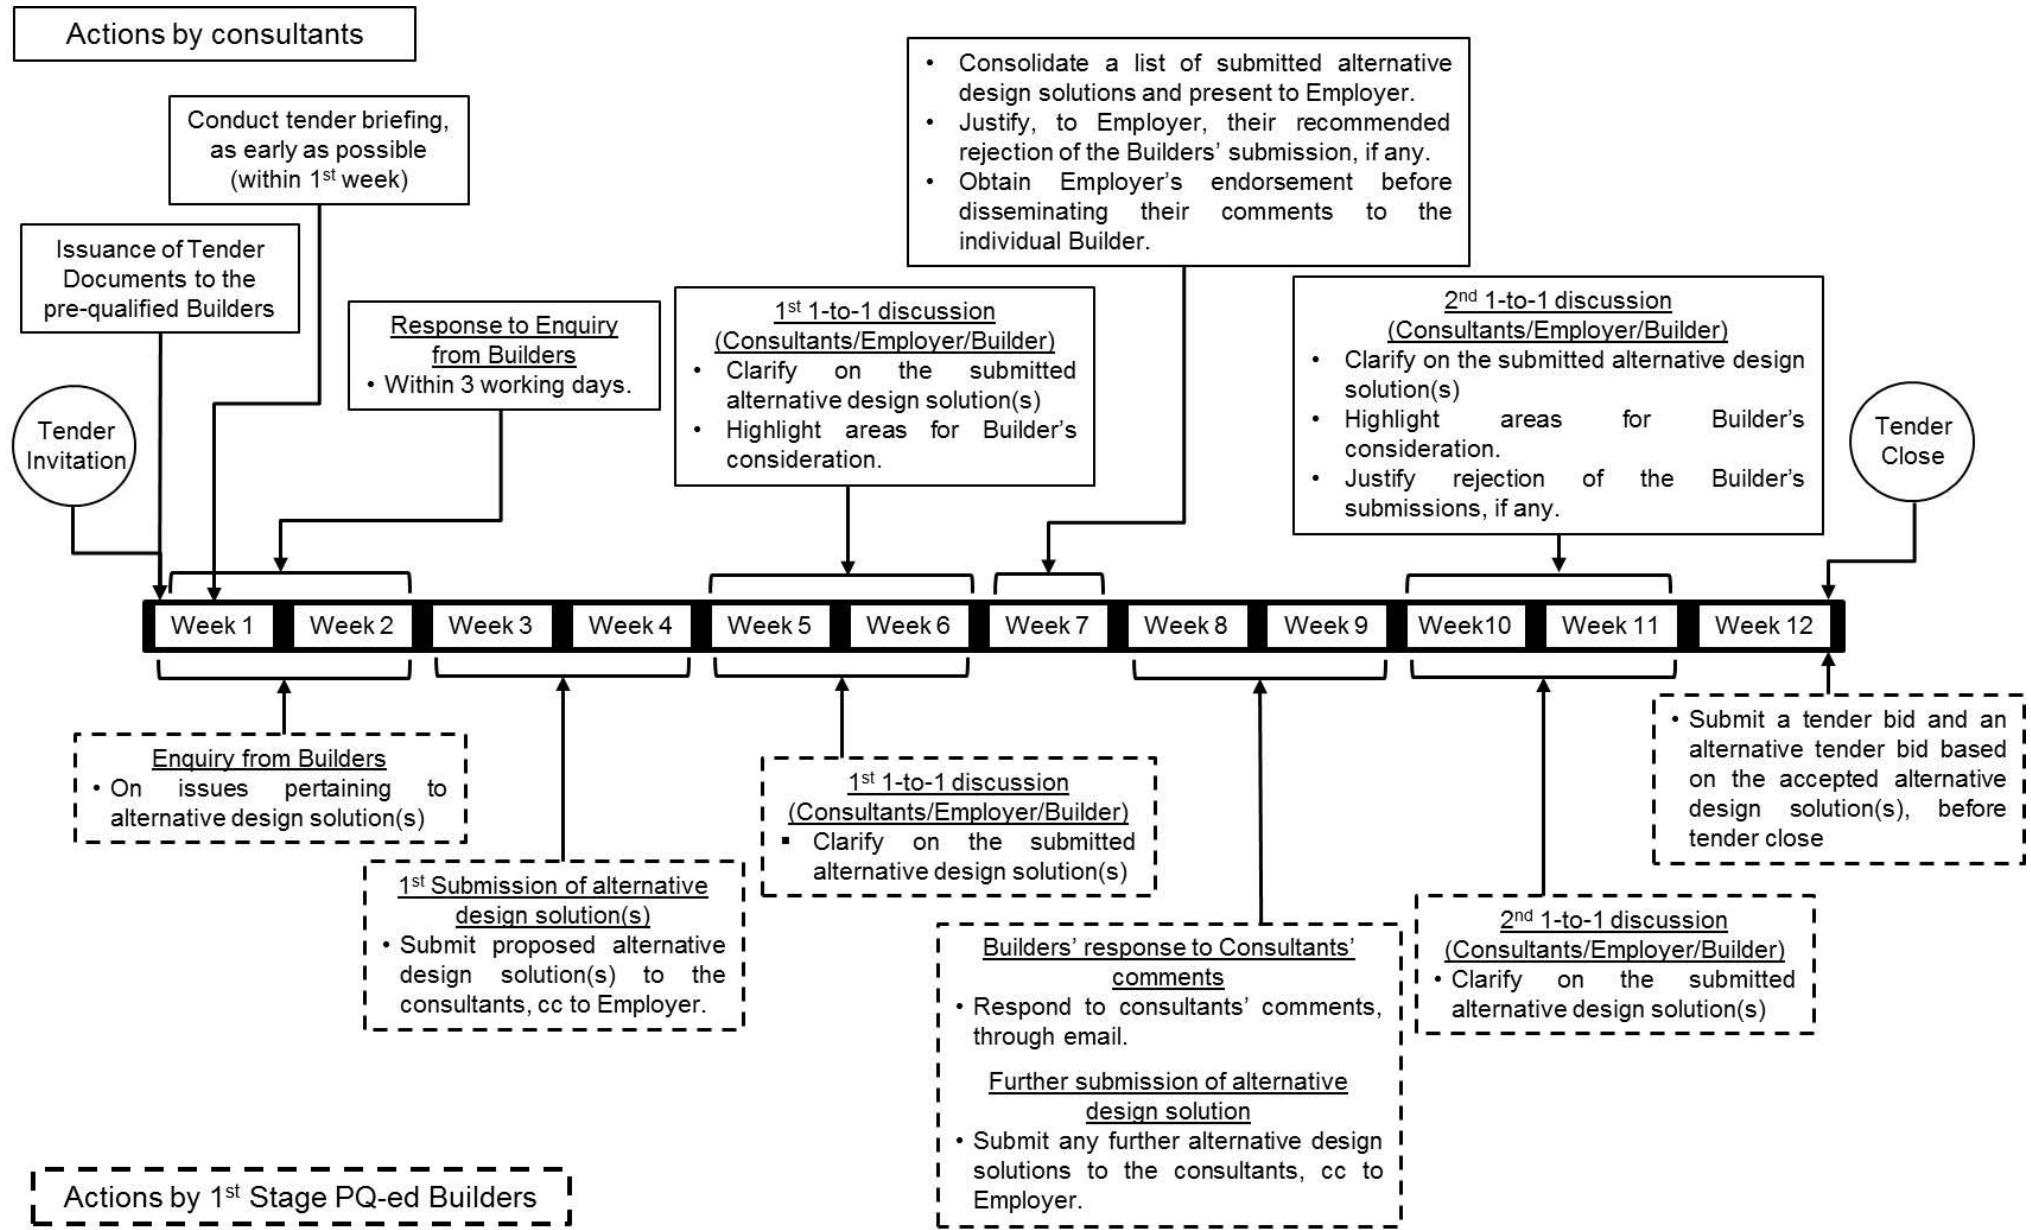 Actions by consultants
Conduct tender briefing,
as early as possible
(within 1st week)
Issuance of Tender
Documents to the
pre-qualified Builders
Tender
Invitation
Response to Enquiry
from Builders
• Within 3 working days.
1st 1-to-1 discussion
(Consultants/Employer/Builder)
• Clarify on the submitted
alternative design solution(s)
• Highlight areas for Builder's
consideration.
• Consolidate a list of submitted alternative
design solutions and present to Employer.
• Justify, to Employer, their recommended
rejection of the Builders' submission, if any.
• Obtain Employer's endorsement before
disseminating their comments to the
individual Builder.
2nd 1-to-1 discussion
(Consultants/Employer/Builder)
• Clarify on the submitted alternative design
solution(s)
• Highlight areas for Builder's
consideration.
• Justify rejection of the Builder's
submissions, if any.
Tender
Close
Week 1
Week 2
Week 3
Week 4
Week 5
Week 6
Week 7
Week 8
Week 9
Week10
Week 11
Week 12
Enquiry from Builders
• On issues pertaining to
alternative design solution(s)
1st Submission of alternative
design solution(s)
• Submit proposed alternative
design solution(s) to the
consultants, cc to Employer.
1st 1-to-1 discussion
(Consultants/Employer/Builder)
▪ Clarify on the submitted
alternative design solution(s)
Builders' response to Consultants'
comments
• Respond to consultants' comments,
through email.
Further submission of alternative
design solution
• Submit any further alternative design
solutions to the consultants, cc to
Employer.
2nd 1-to-1 discussion
(Consultants/Employer/Builder)
• Clarify on the submitted
alternative design solution(s)
• Submit a tender bid and an
alternative tender bid based
on the accepted alternative
design solution(s), before
tender close
Actions by 1st Stage PQ-ed Builders